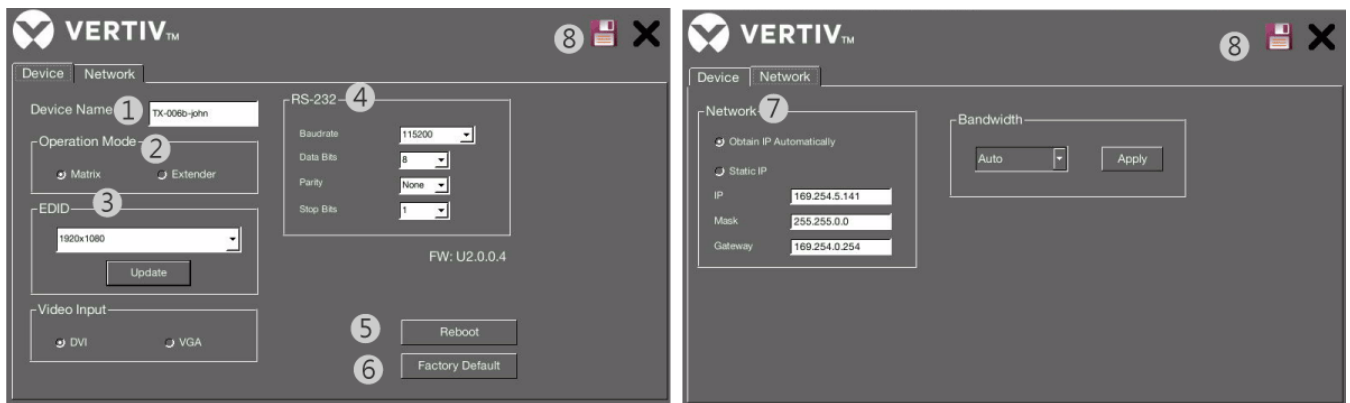 VERTIV™
8
Device Network
Device Name 1 TX-006b-john
Operation Mode 2
Matrix Extender
EDID 3
1920x1080
Update
Video Input
DVI VGA
RS-232 4
Baudrate 115200
Data Bits 8
Parity None
Stop Bits 1
FW: U2.0.0.4
5 Reboot
6 Factory Default
VERTIV™
8
Device Network
Network 7
Obtain IP Automatically
Static IP
IP 169.254.5.141
Mask 255.255.0.0
Gateway 169.254.0.254
Bandwidth
Auto Apply